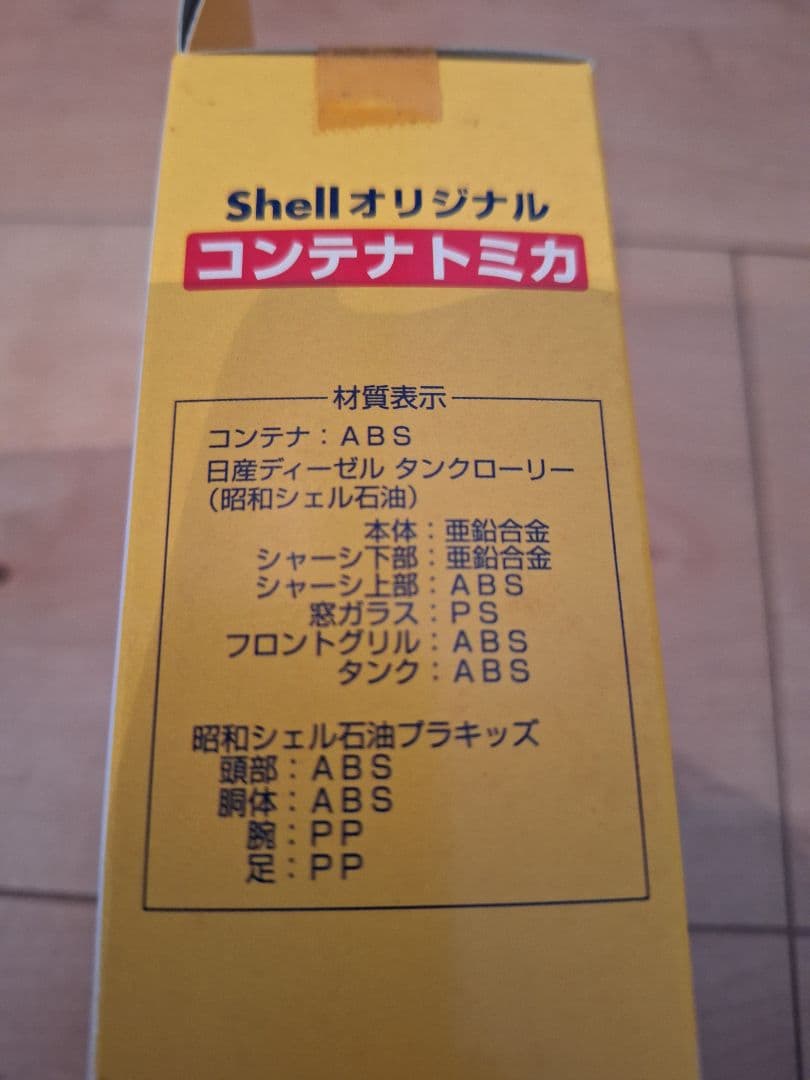 Shellオリジナル
コンテナトミカ
材質表示
コンテナ：ABS
日産ディーゼル タンクローリー
（昭和シェル石油）
本体：亜鉛合金
シャーシ下部：亜鉛合金
シャーシ上部：ABS
窓ガラス：PS
フロントグリル：ABS
タンク：ABS
昭和シェル石油プラキッズ
頭部：ABS
胴体：ABS
腕：PP
足：PP